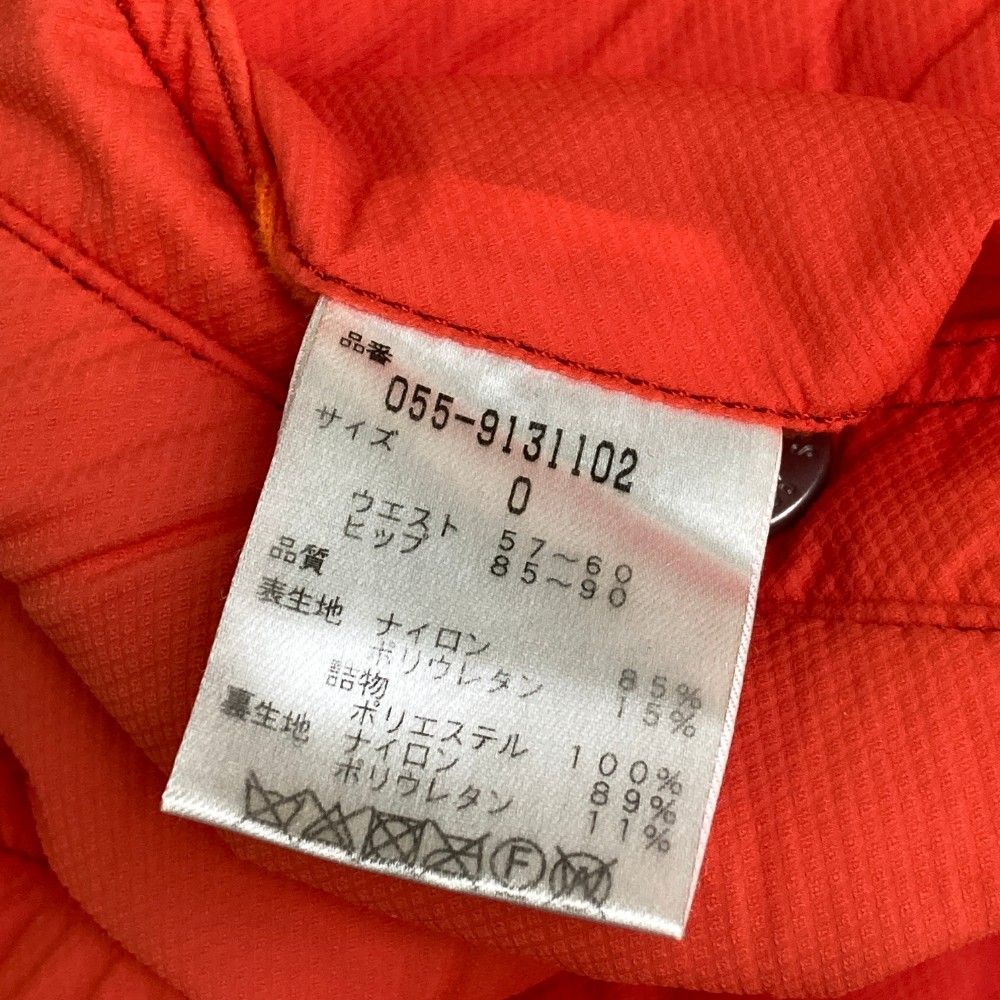 品番
055-9131102
サイズ
0
ウエスト 57～60
ヒップ 85～90
品質
表生地 ナイロン 85%
ポリウレタン 15%
詰物
ポリエステル 100%
裏生地 ナイロン 89%
ポリウレタン 11%
F W